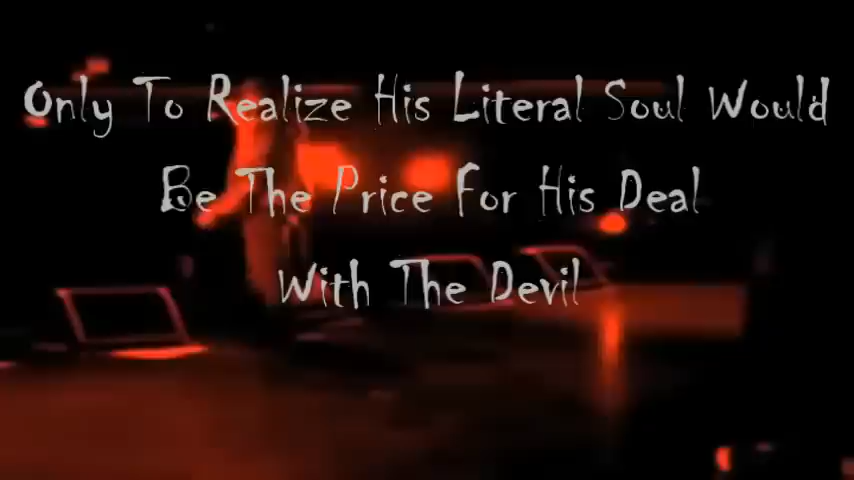 Only To Realize His Literal Soul Would
Be The Price For His Deal
With The Devil